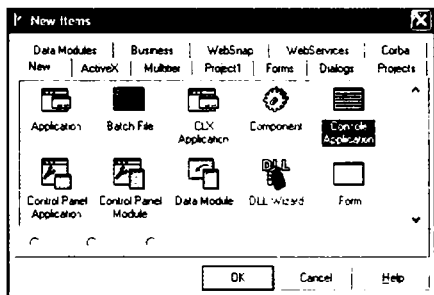 New Items
Data Modules Business WebSnap WebServices Corba
New ActiveX Multitier Project1 Forms Dialogs Projects
Application Batch File CLX Application Component Console Application
Control Panel Application Control Panel Module Data Module DLL Wizard Form
OK Cancel Help